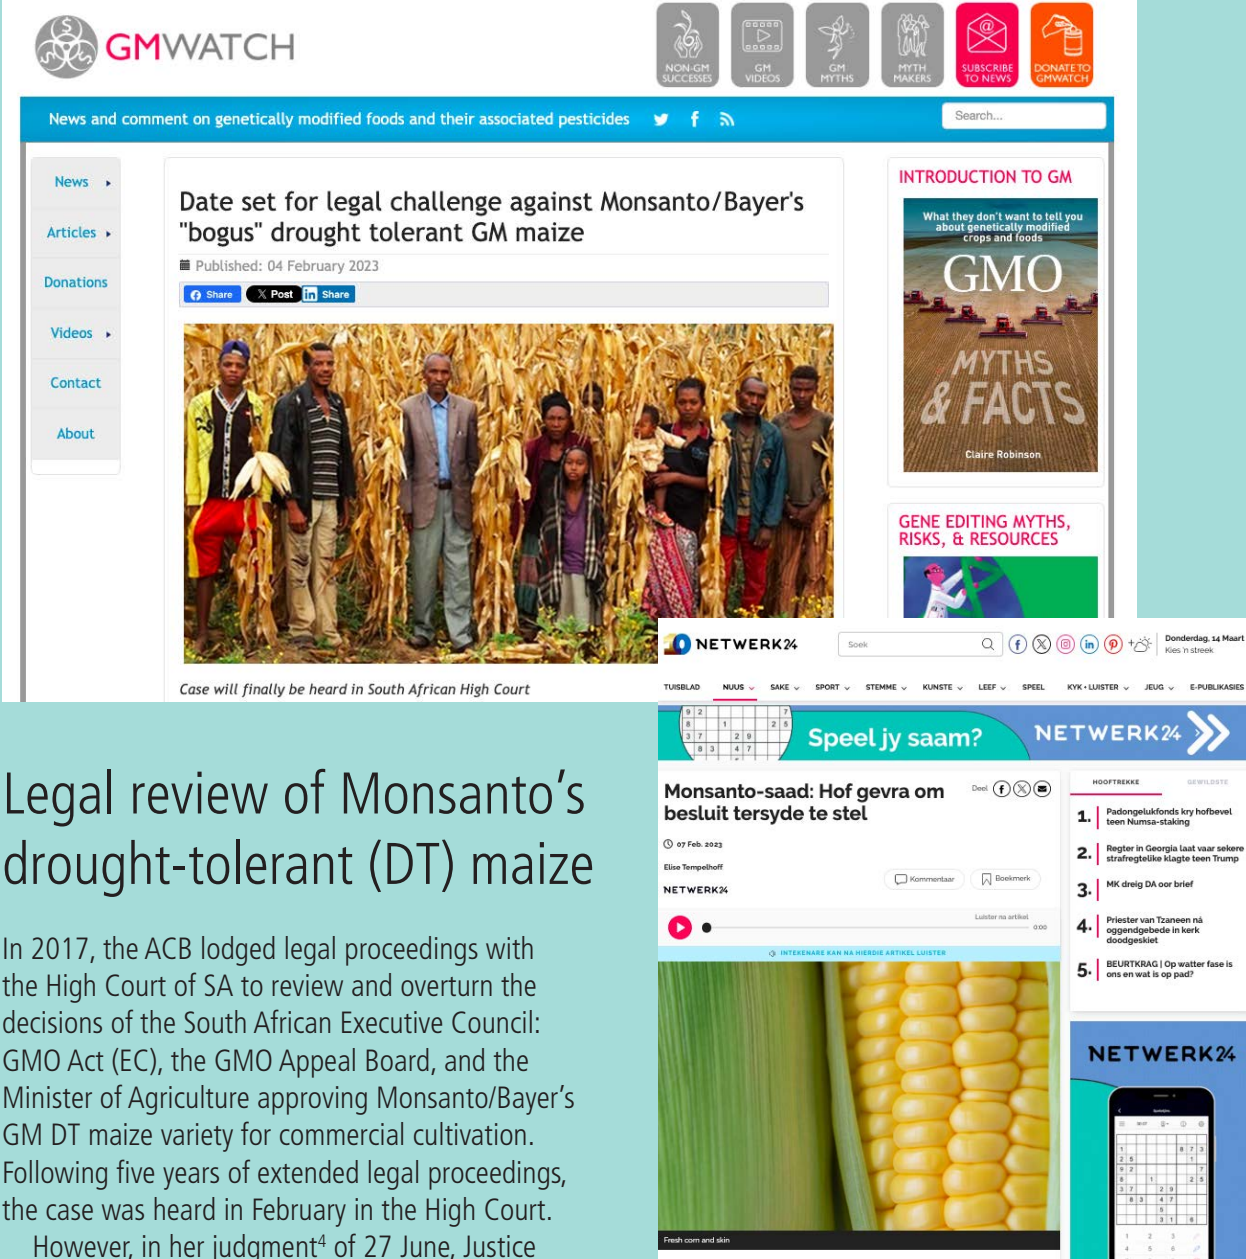 GMWATCH
NON-GM
SUCCESSES
GM
VIDEOS
GM
MYTHS
MYTH
MAKERS
SUBSCRIBE
TO NEWS
DONATE TO
GMWATCH
News and comment on genetically modified foods and their associated pesticides
Search...
News
Articles
Donations
Videos
Contact
About
Date set for legal challenge against Monsanto/Bayer's
"bogus" drought tolerant GM maize
Published: 04 February 2023
Share
Post
Share
Case will finally be heard in South African High Court
INTRODUCTION TO GM
What they don't want to tell you
about genetically modified
crops and foods
GMO
MYTHS
& FACTS
Claire Robinson
GENE EDITING MYTHS,
RISKS, & RESOURCES
Legal review of Monsanto’s
drought-tolerant (DT) maize
In 2017, the ACB lodged legal proceedings with
the High Court of SA to review and overturn the
decisions of the South African Executive Council:
GMO Act (EC), the GMO Appeal Board, and the
Minister of Agriculture approving Monsanto/Bayer’s
GM DT maize variety for commercial cultivation.
Following five years of extended legal proceedings,
the case was heard in February in the High Court.
However, in her judgment⁴ of 27 June, Justice
NETWERK24
Soek
Donderdag, 14 Maart
Kies 'n streek
TUISBLAD NUUS SAKE SPORT STEMME KUNSTE LEEF SPEEL KYK + LUISTER JEUG E-PUBLIKASIES
Speel jy saam?
NETWERK24
Monsanto-saad: Hof gevra om
besluit tersyde te stel
Deel
07 Feb. 2023
Elise Tempelhoff
NETWERK24
Kommentaar
Boekmerk
Luister na artikel
0:00
INTEKENARE KAN NA HIERDIE ARTIKEL LUISTER
Fresh corn and skin
HOOFTREKKE
GEWILDSTE
1. Padongelukfonds kry hofbevel
teen Numsa-staking
2. Regter in Georgia laat vaar sekere
strafregtelike klagte teen Trump
3. MK dreig DA oor brief
4. Priester van Tzaneen ná
oggendgebede in kerk
doodgeskiet
5. BEURTKRAG | Op watter fase is
ons en wat is op pad?
NETWERK24